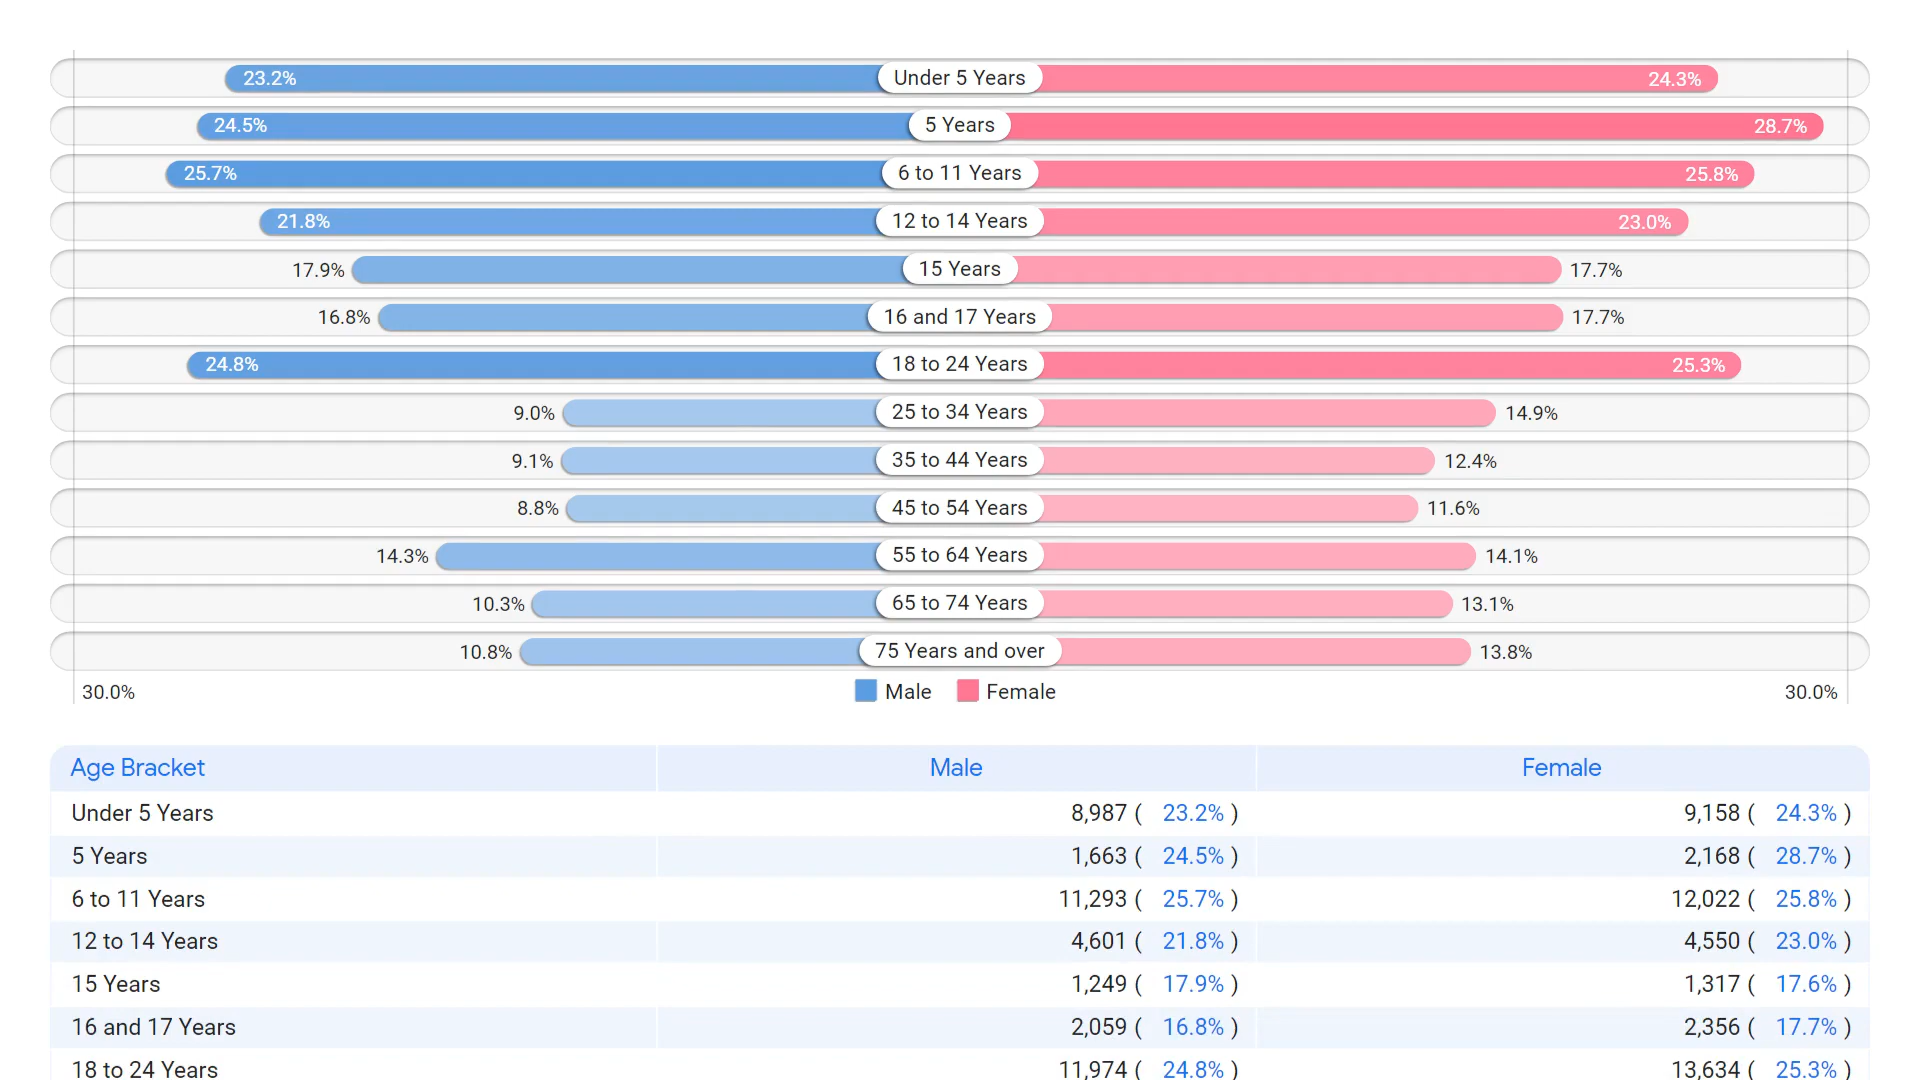 23.2% Under 5 Years 24.3%
24.5% 5 Years 28.7%
25.7% 6 to 11 Years 25.8%
21.8% 12 to 14 Years 23.0%
17.9% 15 Years 17.7%
16.8% 16 and 17 Years 17.7%
24.8% 18 to 24 Years 25.3%
9.0% 25 to 34 Years 14.9%
9.1% 35 to 44 Years 12.4%
8.8% 45 to 54 Years 11.6%
14.3% 55 to 64 Years 14.1%
10.3% 65 to 74 Years 13.1%
10.8% 75 Years and over 13.8%
30.0% Male Female 30.0%
Age Bracket Male Female
Under 5 Years 8,987 ( 23.2% ) 9,158 ( 24.3% )
5 Years 1,663 ( 24.5% ) 2,168 ( 28.7% )
6 to 11 Years 11,293 ( 25.7% ) 12,022 ( 25.8% )
12 to 14 Years 4,601 ( 21.8% ) 4,550 ( 23.0% )
15 Years 1,249 ( 17.9% ) 1,317 ( 17.6% )
16 and 17 Years 2,059 ( 16.8% ) 2,356 ( 17.7% )
18 to 24 Years 11,974 ( 24.8% ) 13,634 ( 25.3% )